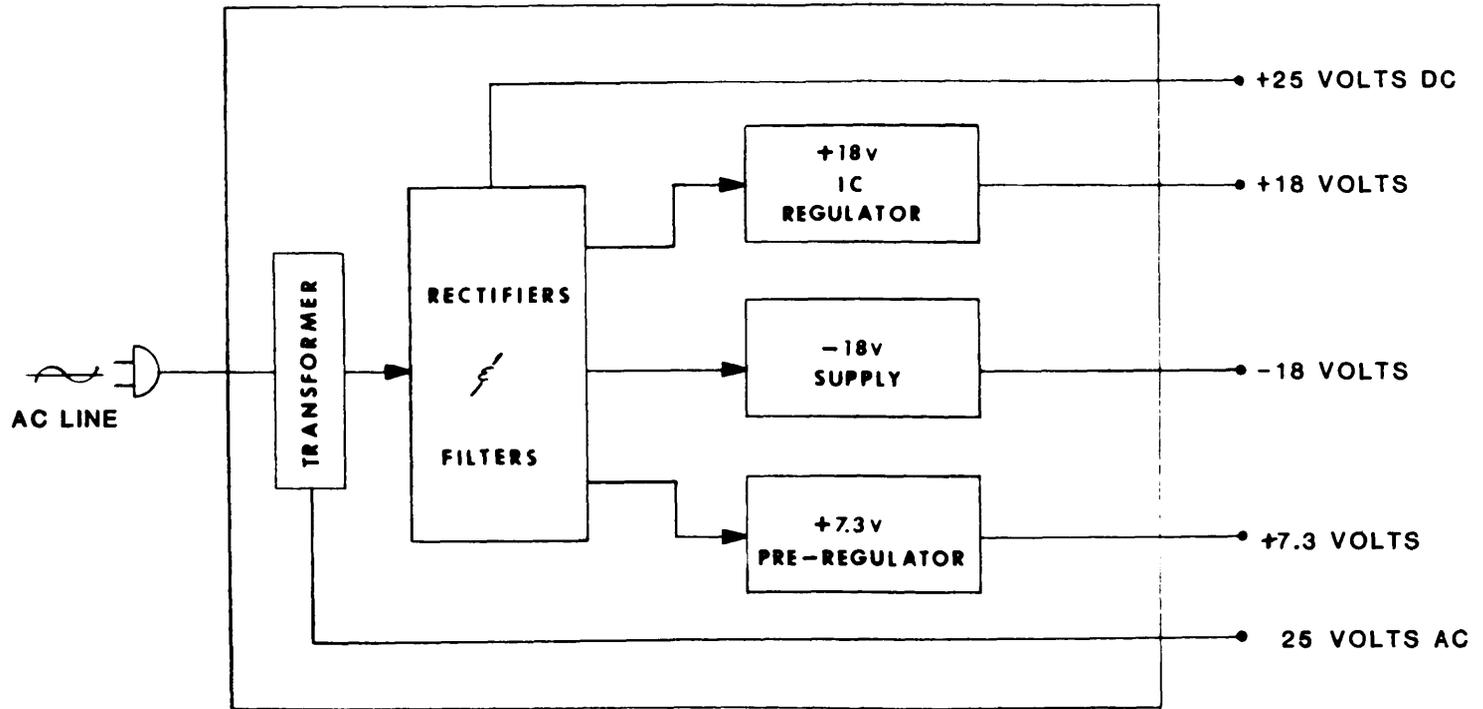 +25 VOLTS DC
+18v
IC
REGULATOR
+18 VOLTS
TRANSFORMER
RECTIFIERS
&
FILTERS
-18v
SUPPLY
-18 VOLTS
AC LINE
+7.3v
PRE-REGULATOR
+7.3 VOLTS
25 VOLTS AC